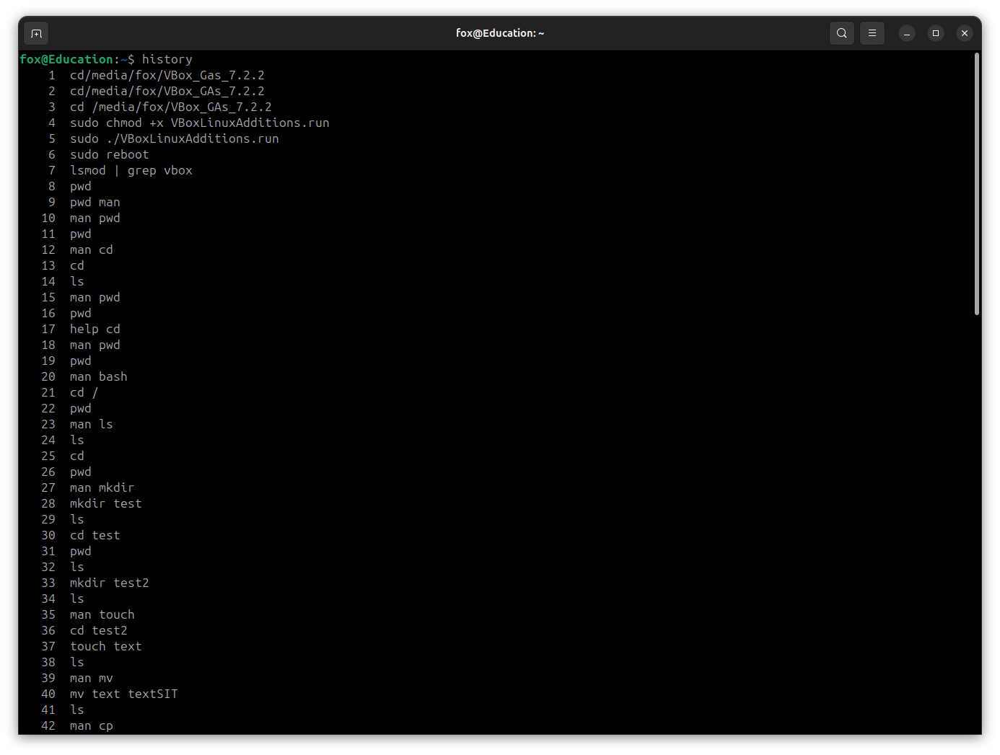 fox@Education: ~
fox@Education:~$ history
1 cd/media/fox/VBox_Gas_7.2.2
2 cd/media/fox/VBox_GAs_7.2.2
3 cd /media/fox/VBox_GAs_7.2.2
4 sudo chmod +x VBoxLinuxAdditions.run
5 sudo ./VBoxLinuxAdditions.run
6 sudo reboot
7 lsmod | grep vbox
8 pwd
9 pwd man
10 man pwd
11 pwd
12 man cd
13 cd
14 ls
15 man pwd
16 pwd
17 help cd
18 man pwd
19 pwd
20 man bash
21 cd /
22 pwd
23 man ls
24 ls
25 cd
26 pwd
27 man mkdir
28 mkdir test
29 ls
30 cd test
31 pwd
32 ls
33 mkdir test2
34 ls
35 man touch
36 cd test2
37 touch text
38 ls
39 man mv
40 mv text textSIT
41 ls
42 man cp